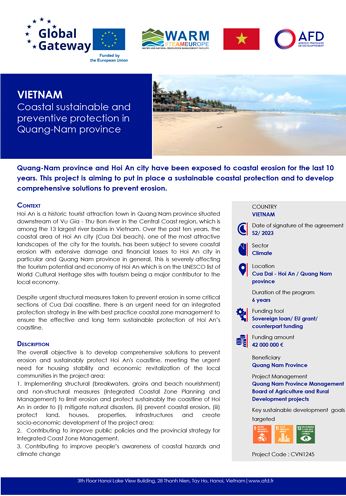 Global
Gateway
Funded by
the European Union
WARM
TEAMEUROPE
AFD
VIETNAM
Coastal sustainable and
preventive protection in
Quang-Nam province
Quang-Nam province and Hoi An city have been exposed to coastal erosion for the last 10
years. This project is aiming to put in place a sustainable coastal protection and to develop
comprehensive solutions to prevent erosion.
CONTEXT
Hoi An is a historic tourist attraction town in Quang Nam province situated
downstream of Vu Gia - Thu Bon river in the Central Coast region, which is
among the 13 largest river basins in Vietnam. Over the past ten years, the
coastal area of Hoi An city (Cua Dai beach), one of the most attractive
landscapes of the city for the tourists, has been subject to severe coastal
erosion with extensive damage and financial losses to Hoi An city in
particular and Quang Nam province in general. This is severely affecting
the tourism potential and economy of Hoi An which is on the UNESCO list of
World Cultural Heritage sites with tourism being a major contributor to the
local economy.
Despite urgent structural measures taken to prevent erosion in some critical
sections of Cua Dai coastline, there is an urgent need for an integrated
protection strategy in line with best practice coastal zone management to
ensure the effective and long term sustainable protection of Hoi An's
coastline.
DESCRIPTION
The overall objective is to develop comprehensive solutions to prevent
erosion and sustainably protect Hoi An's coastline, meeting the urgent
need for housing stability and economic revitalization of the local
communities in the project area:
1. Implementing structural (breakwaters, groins and beach nourishment)
and non-structural measures (Integrated Coastal Zone Planning and
Management) to limit erosion and protect sustainably the coastline of Hoi
An in order to (i) mitigate natural disasters, (ii) prevent coastal erosion, (iii)
protect land, houses, properties, infrastructures and create
socio-economic development of the project area;
2. Contributing to improve public policies and the provincial strategy for
Integrated Coast Zone Management.
3. Contributing to improve people's awareness of coastal hazards and
climate change
COUNTRY
VIETNAM
Date of signature of the agreement
S2/ 2023
Sector
Climate
Location
Cua Dai - Hoi An / Quang Nam
province
Duration of the program
6 years
Funding tool
Sovereign loan/ EU grant/
counterpart funding
Funding amount
42 000 000 €
Beneficiary
Quang Nam Province
Project Management
Quang Nam Province Management
Board of Agriculture and Rural
Development projects
Key sustainable development goals
targeted
Project Code : CVN1245
3th Floor Hanoi Lake View Building, 28 Thanh Nien, Tay Ho, Hanoi, Vietnam | www.afd.fr